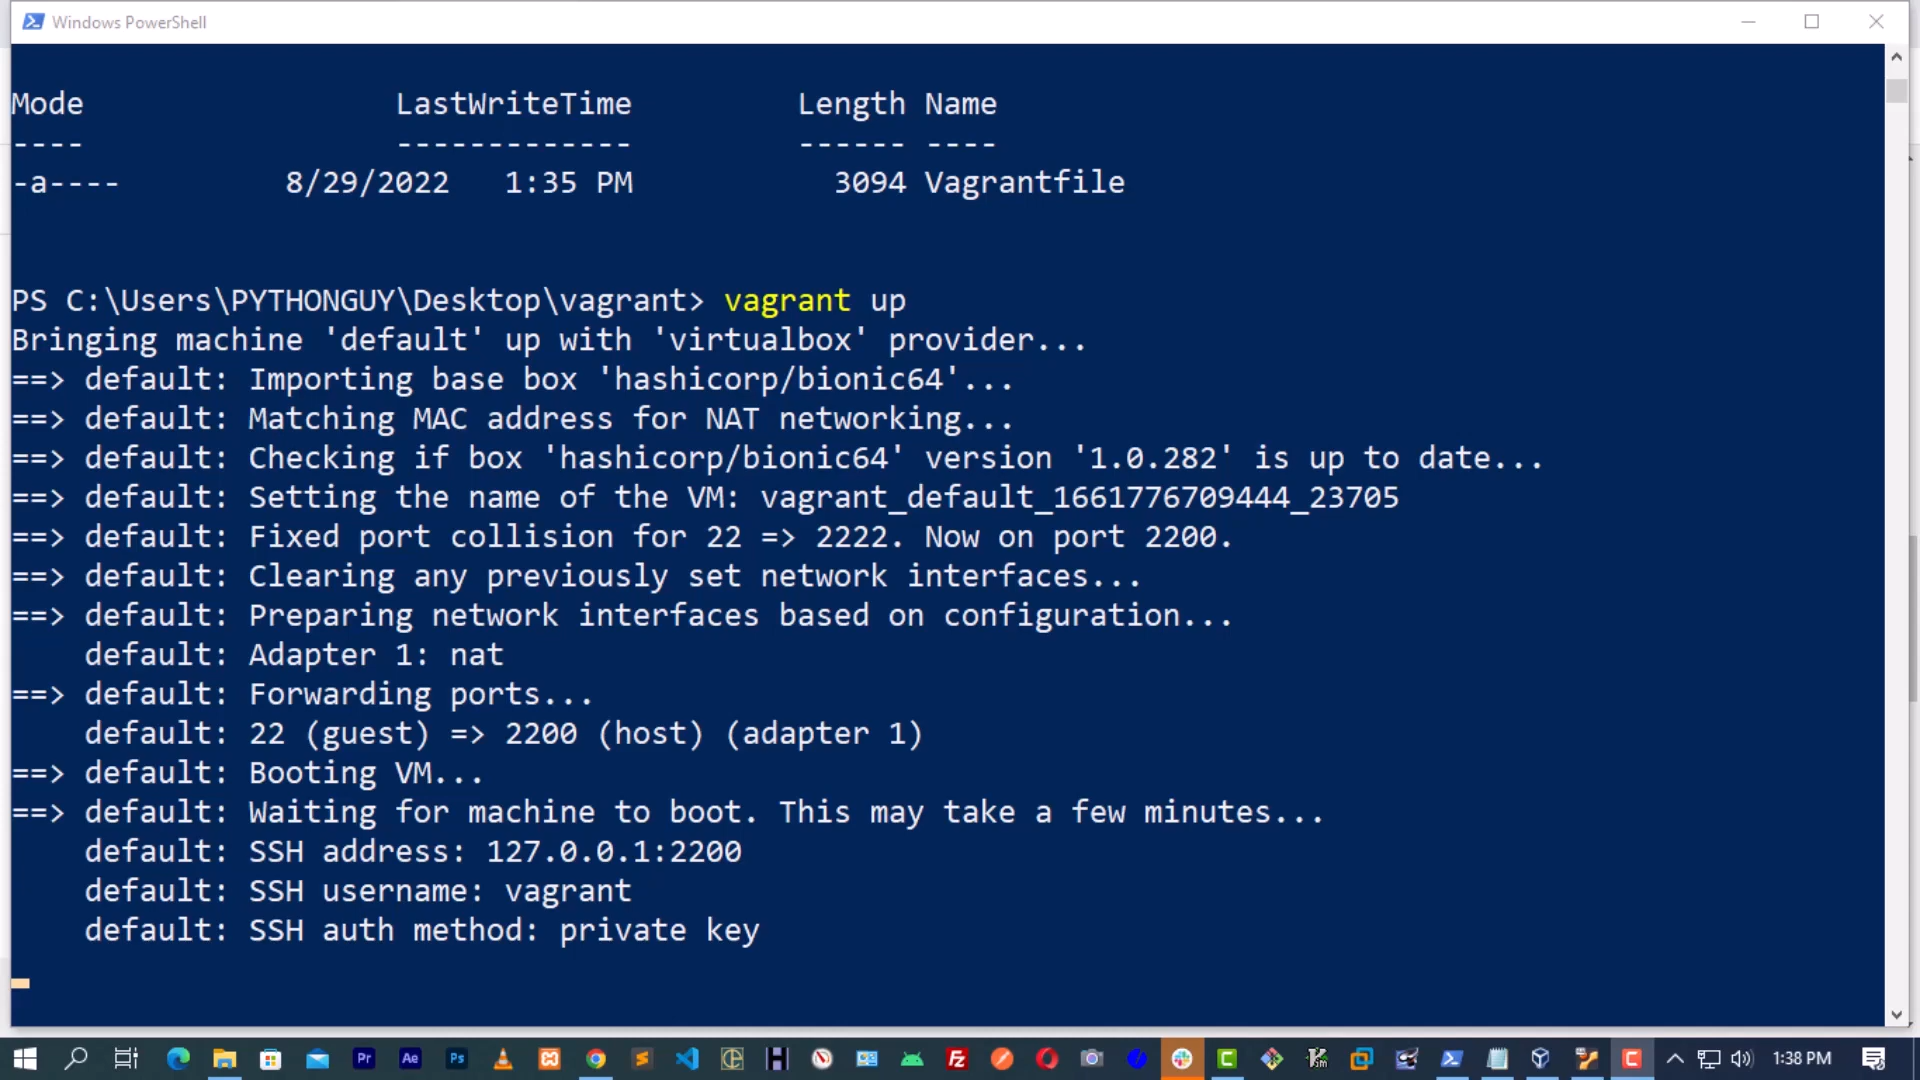 Windows PowerShell
Mode                 LastWriteTime         Length Name
----                 -------------         ------ ----
-a----         8/29/2022   1:35 PM           3094 Vagrantfile
PS C:\Users\PYTHONGUY\Desktop\vagrant> vagrant up
Bringing machine 'default' up with 'virtualbox' provider...
==> default: Importing base box 'hashicorp/bionic64'...
==> default: Matching MAC address for NAT networking...
==> default: Checking if box 'hashicorp/bionic64' version '1.0.282' is up to date...
==> default: Setting the name of the VM: vagrant_default_1661776709444_23705
==> default: Fixed port collision for 22 => 2222. Now on port 2200.
==> default: Clearing any previously set network interfaces...
==> default: Preparing network interfaces based on configuration...
    default: Adapter 1: nat
==> default: Forwarding ports...
    default: 22 (guest) => 2200 (host) (adapter 1)
==> default: Booting VM...
==> default: Waiting for machine to boot. This may take a few minutes...
    default: SSH address: 127.0.0.1:2200
    default: SSH username: vagrant
    default: SSH auth method: private key
Pr Ae Ps Fz C C 1:38 PM